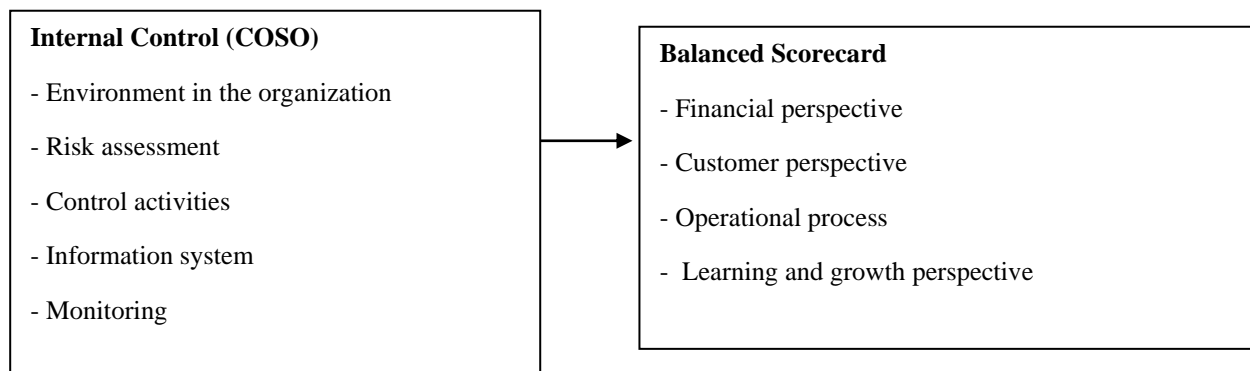 Internal Control (COSO)
- Environment in the organization
- Risk assessment
- Control activities
- Information system
- Monitoring
Balanced Scorecard
- Financial perspective
- Customer perspective
- Operational process
- Learning and growth perspective